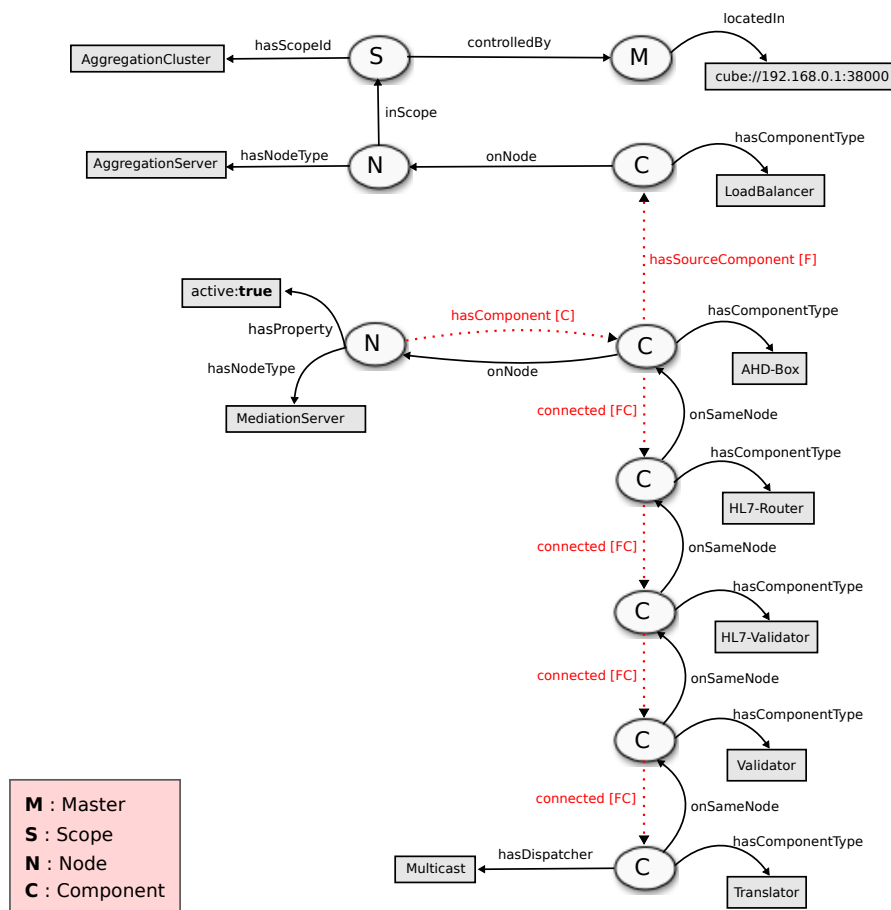 locatedIn
hasScopeId
controlledBy
AggregationCluster
S
M
cube://192.168.0.1:38000
inScope
hasComponentType
AggregationServer
hasNodeType
N
onNode
C
LoadBalancer
hasSourceComponent [F]
active:true
hasComponent [C]
hasComponentType
hasProperty
N
C
hasNodeType
onNode
AHD-Box
MediationServer
connected [FC]
onSameNode
hasComponentType
C
HL7-Router
connected [FC]
onSameNode
hasComponentType
C
HL7-Validator
connected [FC]
onSameNode
hasComponentType
C
Validator
connected [FC]
onSameNode
hasComponentType
Multicast
hasDispatcher
C
Translator
M : Master
S : Scope
N : Node
C : Component